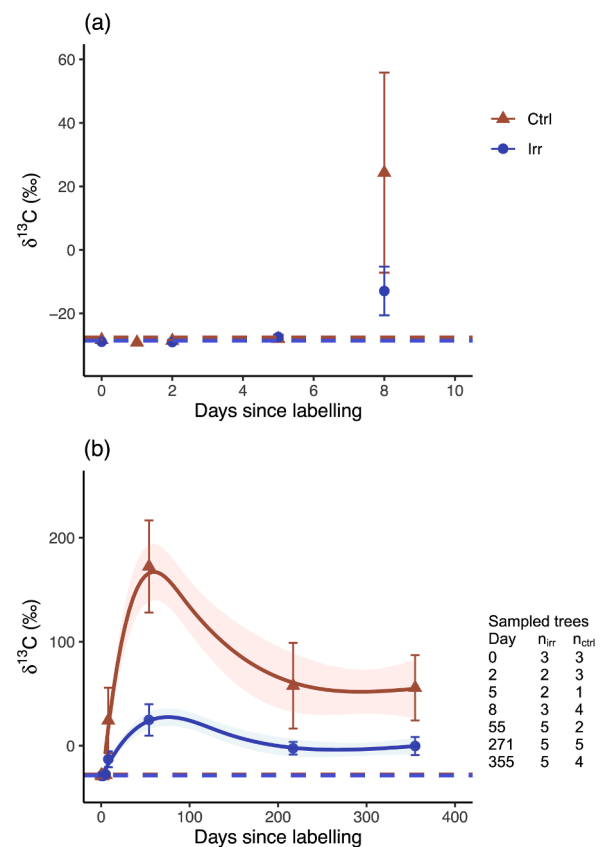 (a)
60
40
20
0
−20
δ¹³C (‰)
0 2 4 6 8 10
Days since labelling
Ctrl
Irr
(b)
200
100
0
δ¹³C (‰)
0 100 200 300 400
Days since labelling
Sampled trees
Day nirr nctrl
0 3 3
2 2 3
5 2 1
8 3 4
55 5 2
271 5 5
355 5 4